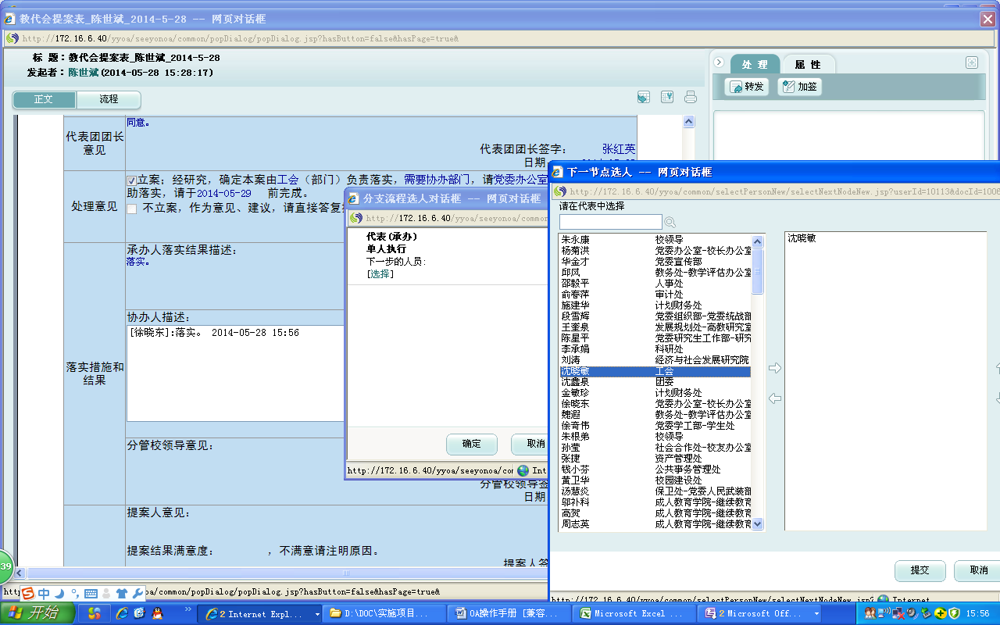 教代会提案表_陈世斌_2014-5-28 -- 网页对话框
http://172.16.6.40/yyoa/seeyonoa/common/popDialog/popDialog.jsp?hasButton=false&hasPage=true&
标 题：教代会提案表_陈世斌_2014-5-28
发起者：陈世斌(2014-05-28 15:28:17)
正文
流程
处 理
属 性
转发
加签
代表团团长意见
同意。
代表团团长签字： 张红英
日期
处理意见
立案：经研究，确定本案由工会（部门）负责落实，需要协办部门，请党委办公室
助落实，请于2014-05-29 前完成。
不立案，作为意见、建议，请直接答复
落实措施和结果
承办人落实结果描述：
落实。
协办人描述：
[徐晓东]:落实。 2014-05-28 15:56
分管校领导意见：
分管校领导签
日期
提案人意见：
提案结果满意度： ，不满意请注明原因。
提案人签
分支流程选人对话框 -- 网页对话框
http://172.16.6.40/yyoa/seeyonoa/common
代表(承办)
单人执行
下一步的人员:
[选择]
确定
取消
http://172.16.6.40/yyoa/seeyonoa/con
Int
下一节点选人 -- 网页对话框
http://172.16.6.40/yyoa/common/selectPersonNew/selectNextNodeNew.jsp?userId=10113&docId=1006
请在代表中选择
朱永康 校领导
杨菊洪 党委办公室-校长办公室
华金才 党委宣传部
邱风 教务处-教学评估办公室
邵毅平 人事处
俞春萍 审计处
施建华 计划财务处
段雪辉 党委组织部-党委统战部
王奎泉 发展规划处-高教研究室
陈星平 党委研究生工作部-研究
李承娟 科研处
刘涛 经济与社会发展研究院
沈晓敏 工会
沈鑫泉 团委
金敏珍 计划财务处
徐晓东 党委办公室-校长办公室
魏遐 教务处-教学评估办公室
徐奇伟 党委学工部-学生处
朱根弟 校领导
孙莹 社会合作处-校友办公室
张捷 资产管理处
钱小芬 公共事务管理处
黄卫华 校园建设处
汤慧炎 保卫处-党委人民武装部
邬补科 成人教育学院-继续教育
高贺 成人教育学院-继续教育
周志英 成人教育学院-继续教育
沈晓敏
提交
取消
http://172.16.6.40/yyoa/common/selectPersonNew/selectNextNodeNew.jsp?
Internet
39
http
中
oa/common/popDialog/popDialog.jsp?hasButton=false&hasPage=true&
开始
2 Internet Expl...
D:\DOC\实施项目...
OA操作手册 [兼容...
Microsoft Excel ...
2 Microsoft Off...
15:56